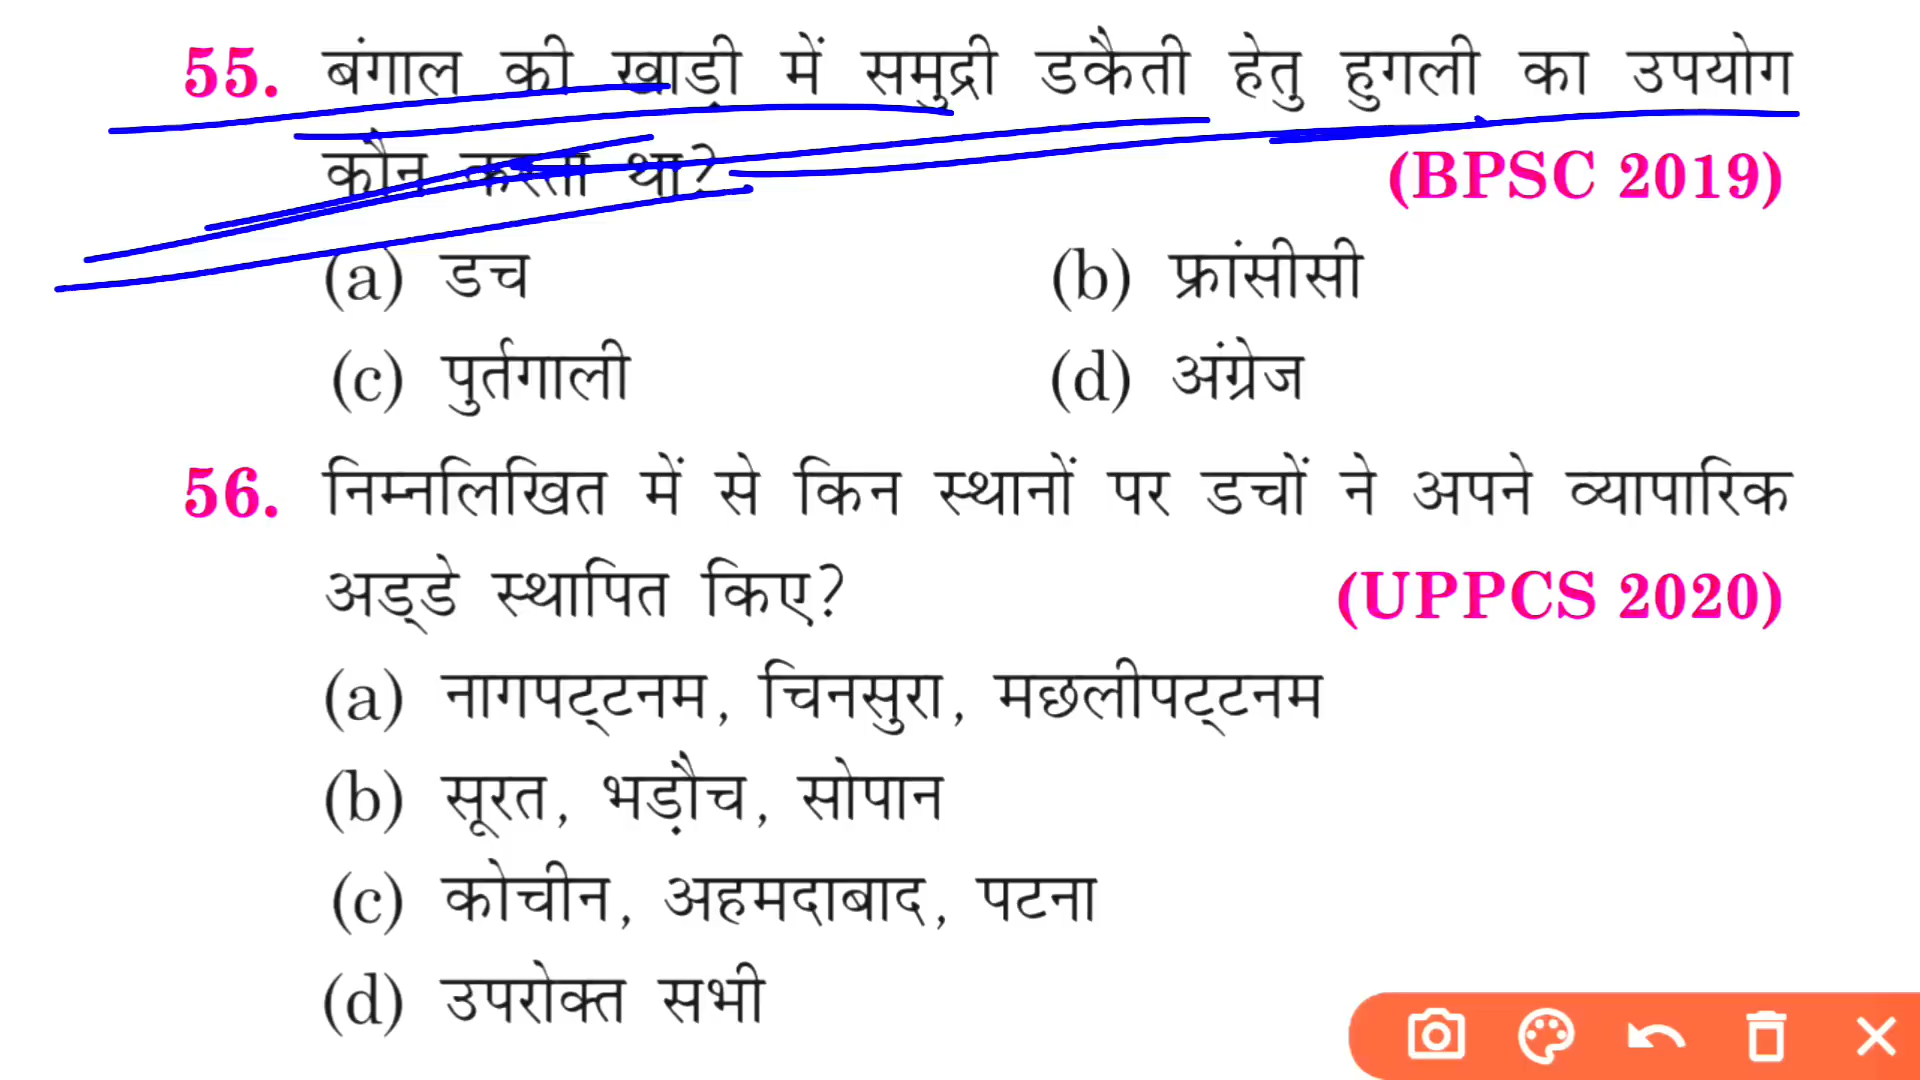 55. बंगाल की खाड़ी में समुद्री डकैती हेतु हुगली का उपयोग
कौन करता था? (BPSC 2019)
(a) डच (b) फ्रांसीसी
(c) पुर्तगाली (d) अंग्रेज
56. निम्नलिखित में से किन स्थानों पर डचों ने अपने व्यापारिक
अड्डे स्थापित किए? (UPPCS 2020)
(a) नागपट्टनम, चिनसुरा, मछलीपट्टनम
(b) सूरत, भड़ौच, सोपान
(c) कोचीन, अहमदाबाद, पटना
(d) उपरोक्त सभी